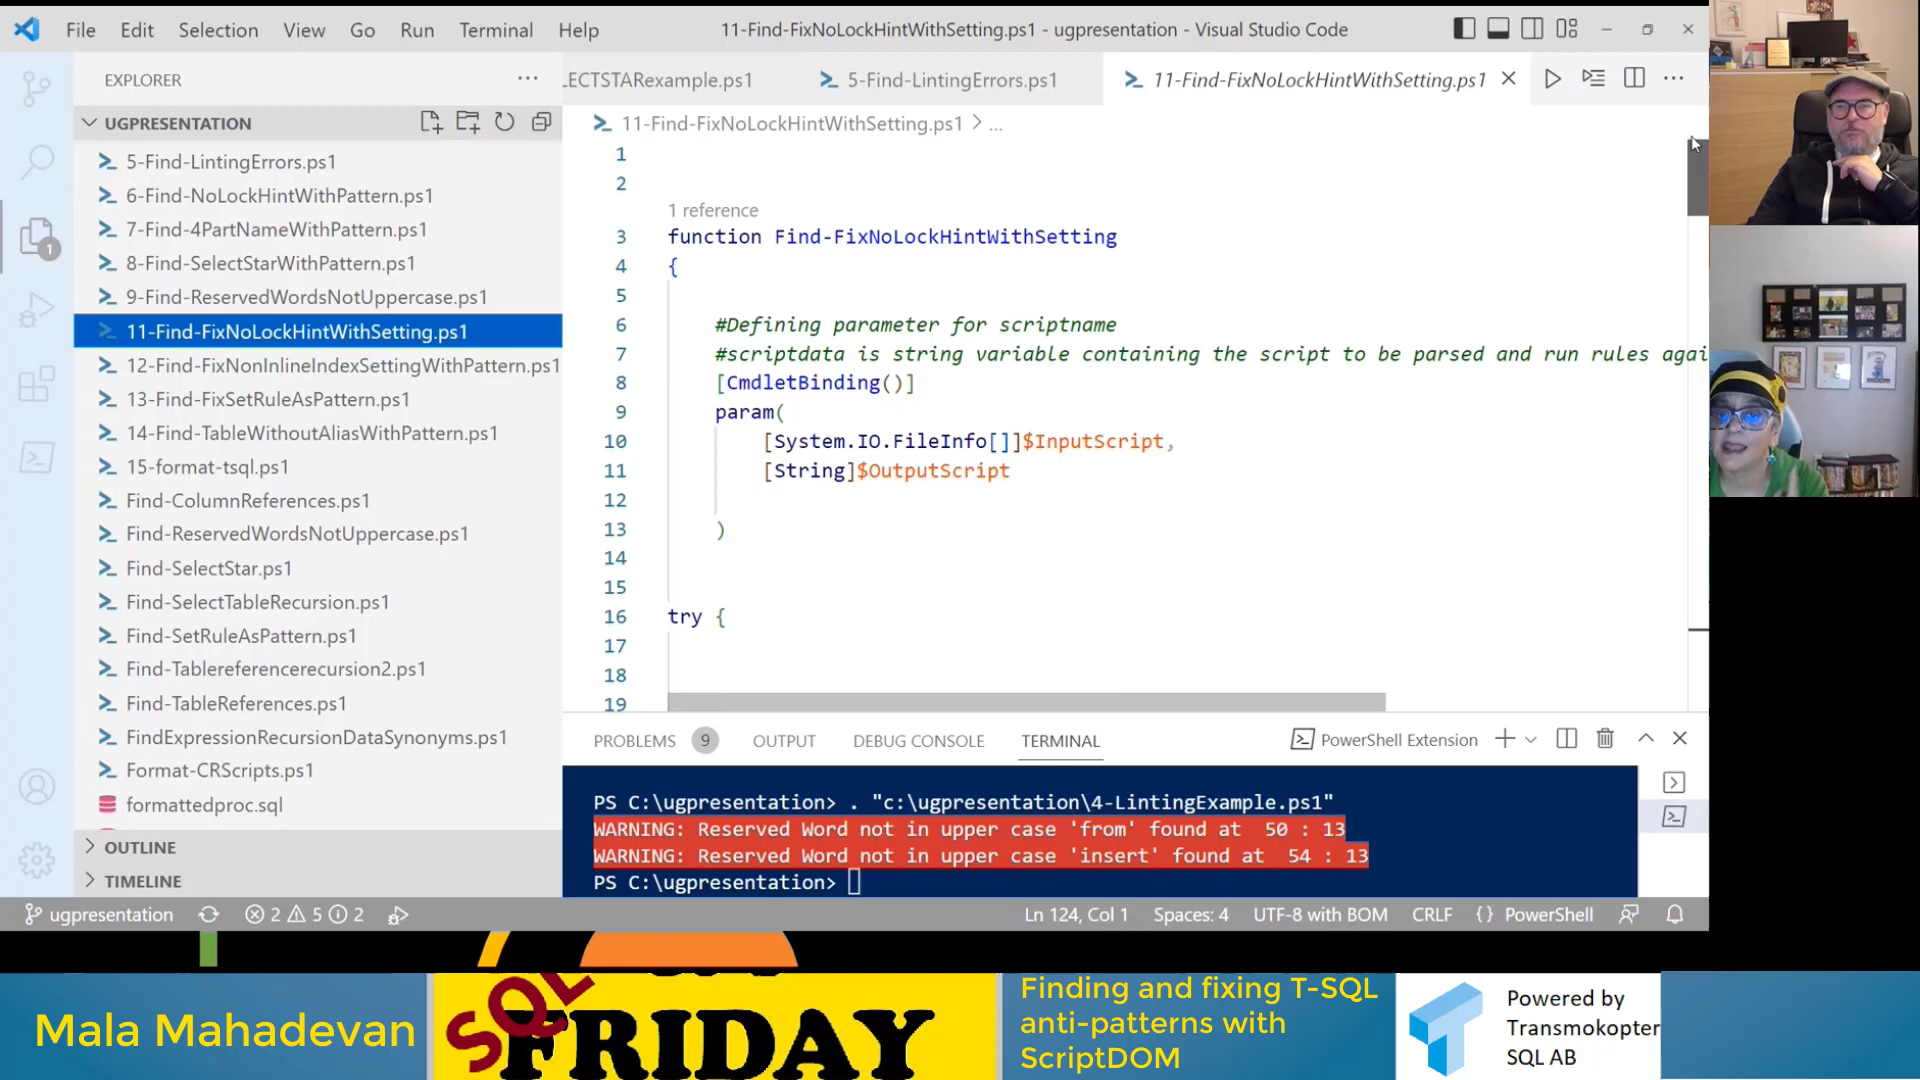 File Edit Selection View Go Run Terminal Help
11-Find-FixNoLockHintWithSetting.ps1 - ugpresentation - Visual Studio Code
EXPLORER
UGPRESENTATION
5-Find-LintingErrors.ps1
6-Find-NoLockHintWithPattern.ps1
7-Find-4PartNameWithPattern.ps1
8-Find-SelectStarWithPattern.ps1
9-Find-ReservedWordsNotUppercase.ps1
11-Find-FixNoLockHintWithSetting.ps1
12-Find-FixNonInlineIndexSettingWithPattern.ps1
13-Find-FixSetRuleAsPattern.ps1
14-Find-TableWithoutAliasWithPattern.ps1
15-format-tsql.ps1
Find-ColumnReferences.ps1
Find-ReservedWordsNotUppercase.ps1
Find-SelectStar.ps1
Find-SelectTableRecursion.ps1
Find-SetRuleAsPattern.ps1
Find-Tablereferencerecursion2.ps1
Find-TableReferences.ps1
FindExpressionRecursionDataSynonyms.ps1
Format-CRScripts.ps1
formattedproc.sql
OUTLINE
TIMELINE
1
LECTSTARexample.ps1
5-Find-LintingErrors.ps1
11-Find-FixNoLockHintWithSetting.ps1
11-Find-FixNoLockHintWithSetting.ps1 > ...
1
2
1 reference
3 function Find-FixNoLockHintWithSetting
4 {
5
6 #Defining parameter for scriptname
7 #scriptdata is string variable containing the script to be parsed and run rules agai
8 [CmdletBinding()]
9 param(
10 [System.IO.FileInfo[]]$InputScript,
11 [String]$OutputScript
12
13 )
14
15
16 try {
17
18
19
PROBLEMS 9 OUTPUT DEBUG CONSOLE TERMINAL
PowerShell Extension
PS C:\ugpresentation> . "c:\ugpresentation\4-LintingExample.ps1"
WARNING: Reserved Word not in upper case 'from' found at 50 : 13
WARNING: Reserved Word not in upper case 'insert' found at 54 : 13
PS C:\ugpresentation>
ugpresentation 2 5 2
Ln 124, Col 1 Spaces: 4 UTF-8 with BOM CRLF {} PowerShell
Mala Mahadevan
SQL
FRIDAY
Finding and fixing T-SQL
anti-patterns with
ScriptDOM
Powered by
Transmokopter
SQL AB